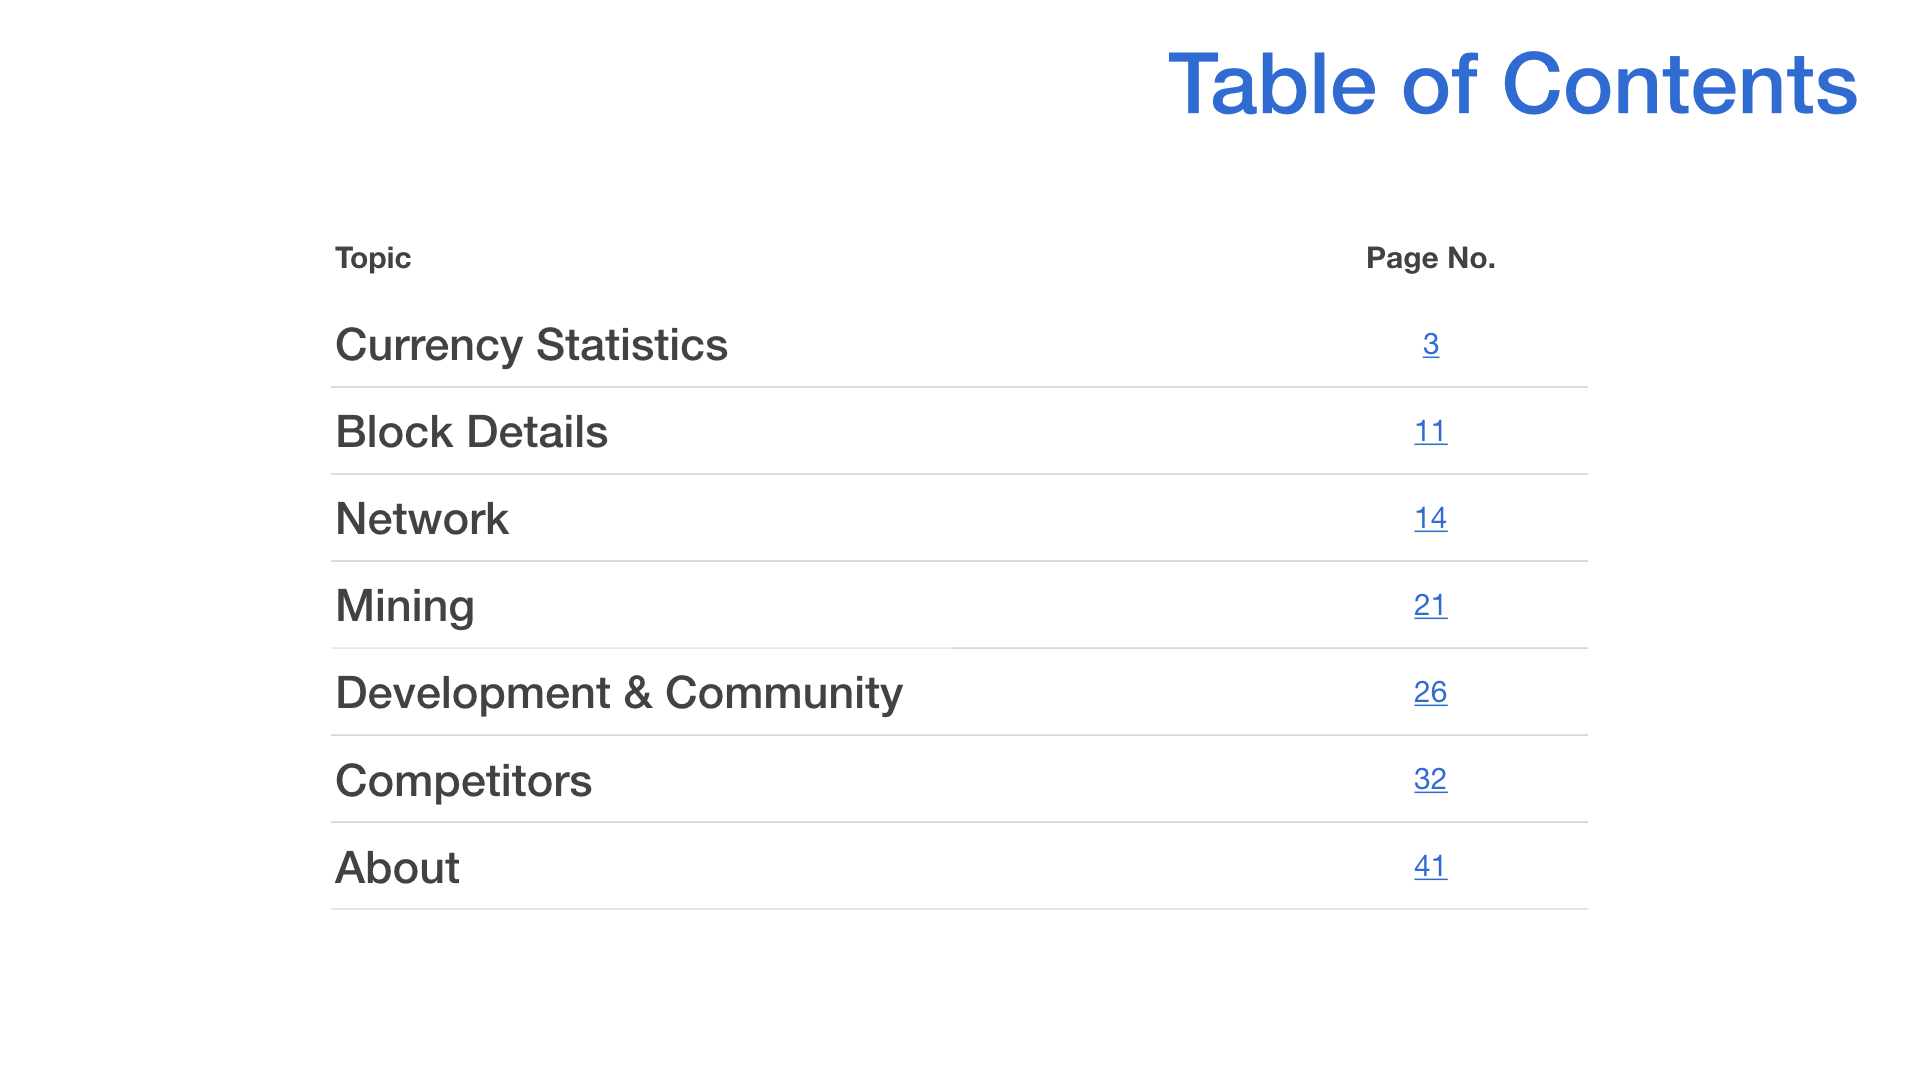 Table of Contents
Topic Page No.
Currency Statistics 3
Block Details 11
Network 14
Mining 21
Development & Community 26
Competitors 32
About 41